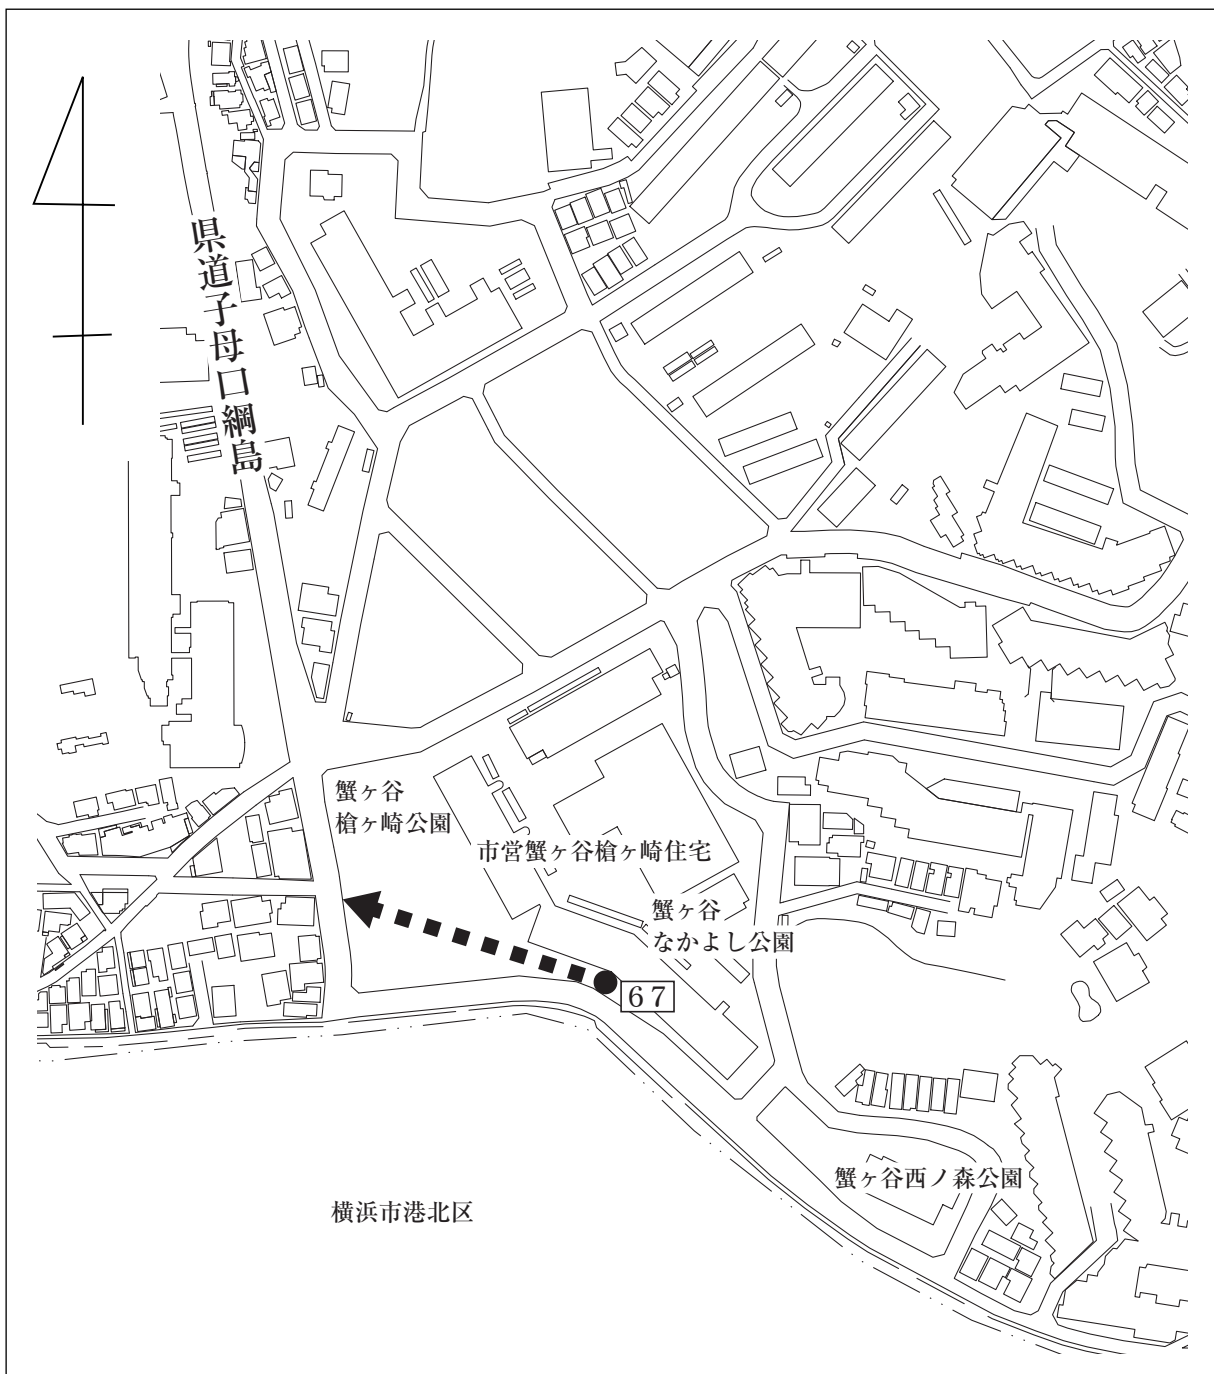 県道子母口綱島
蟹ヶ谷
槍ヶ崎公園
市営蟹ヶ谷槍ヶ崎住宅
蟹ヶ谷
なかよし公園
67
蟹ヶ谷西ノ森公園
横浜市港北区